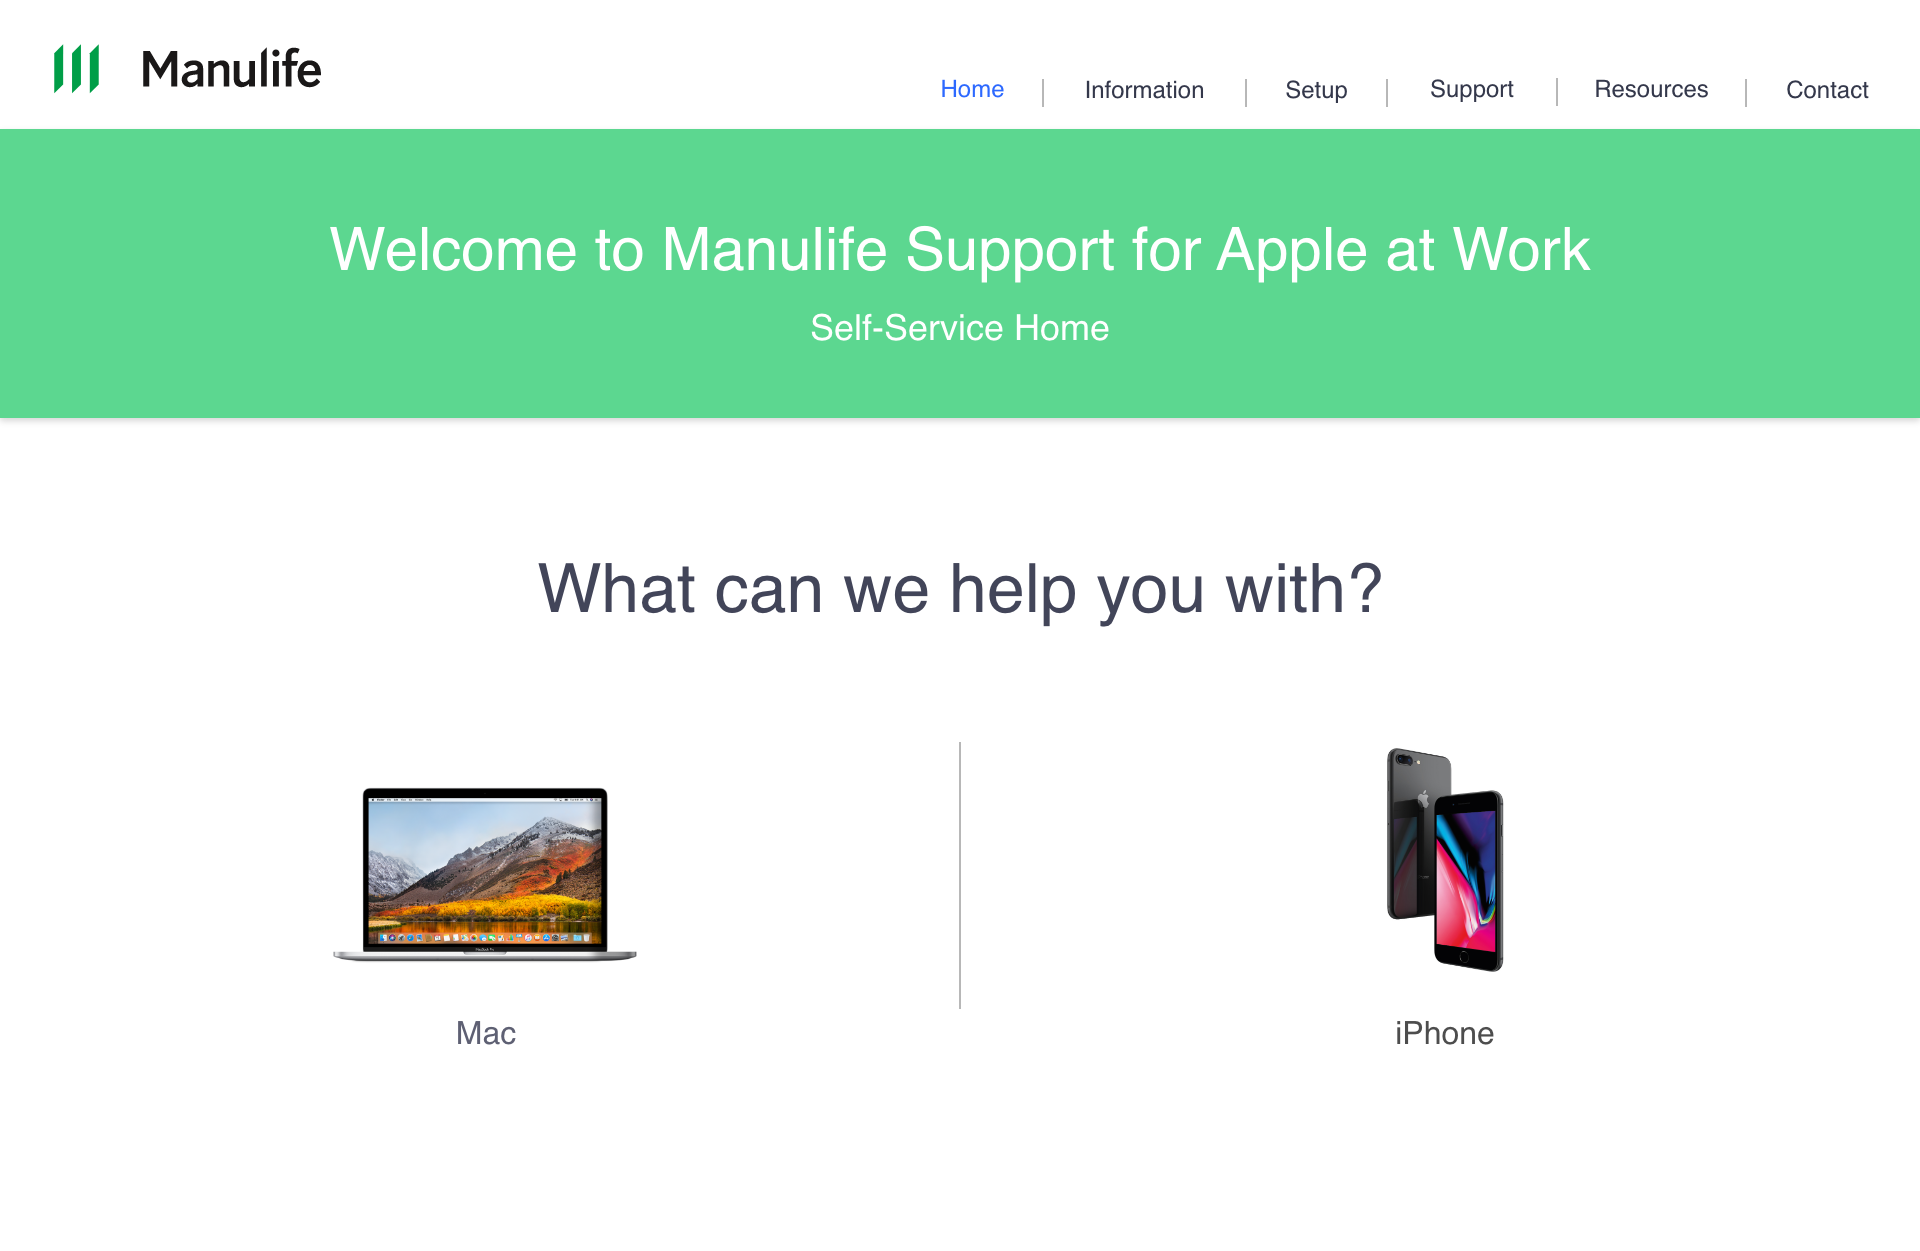 Manulife
Home
Information
Setup
Support
Resources
Contact
Welcome to Manulife Support for Apple at Work
Self-Service Home
What can we help you with?
Mac
iPhone